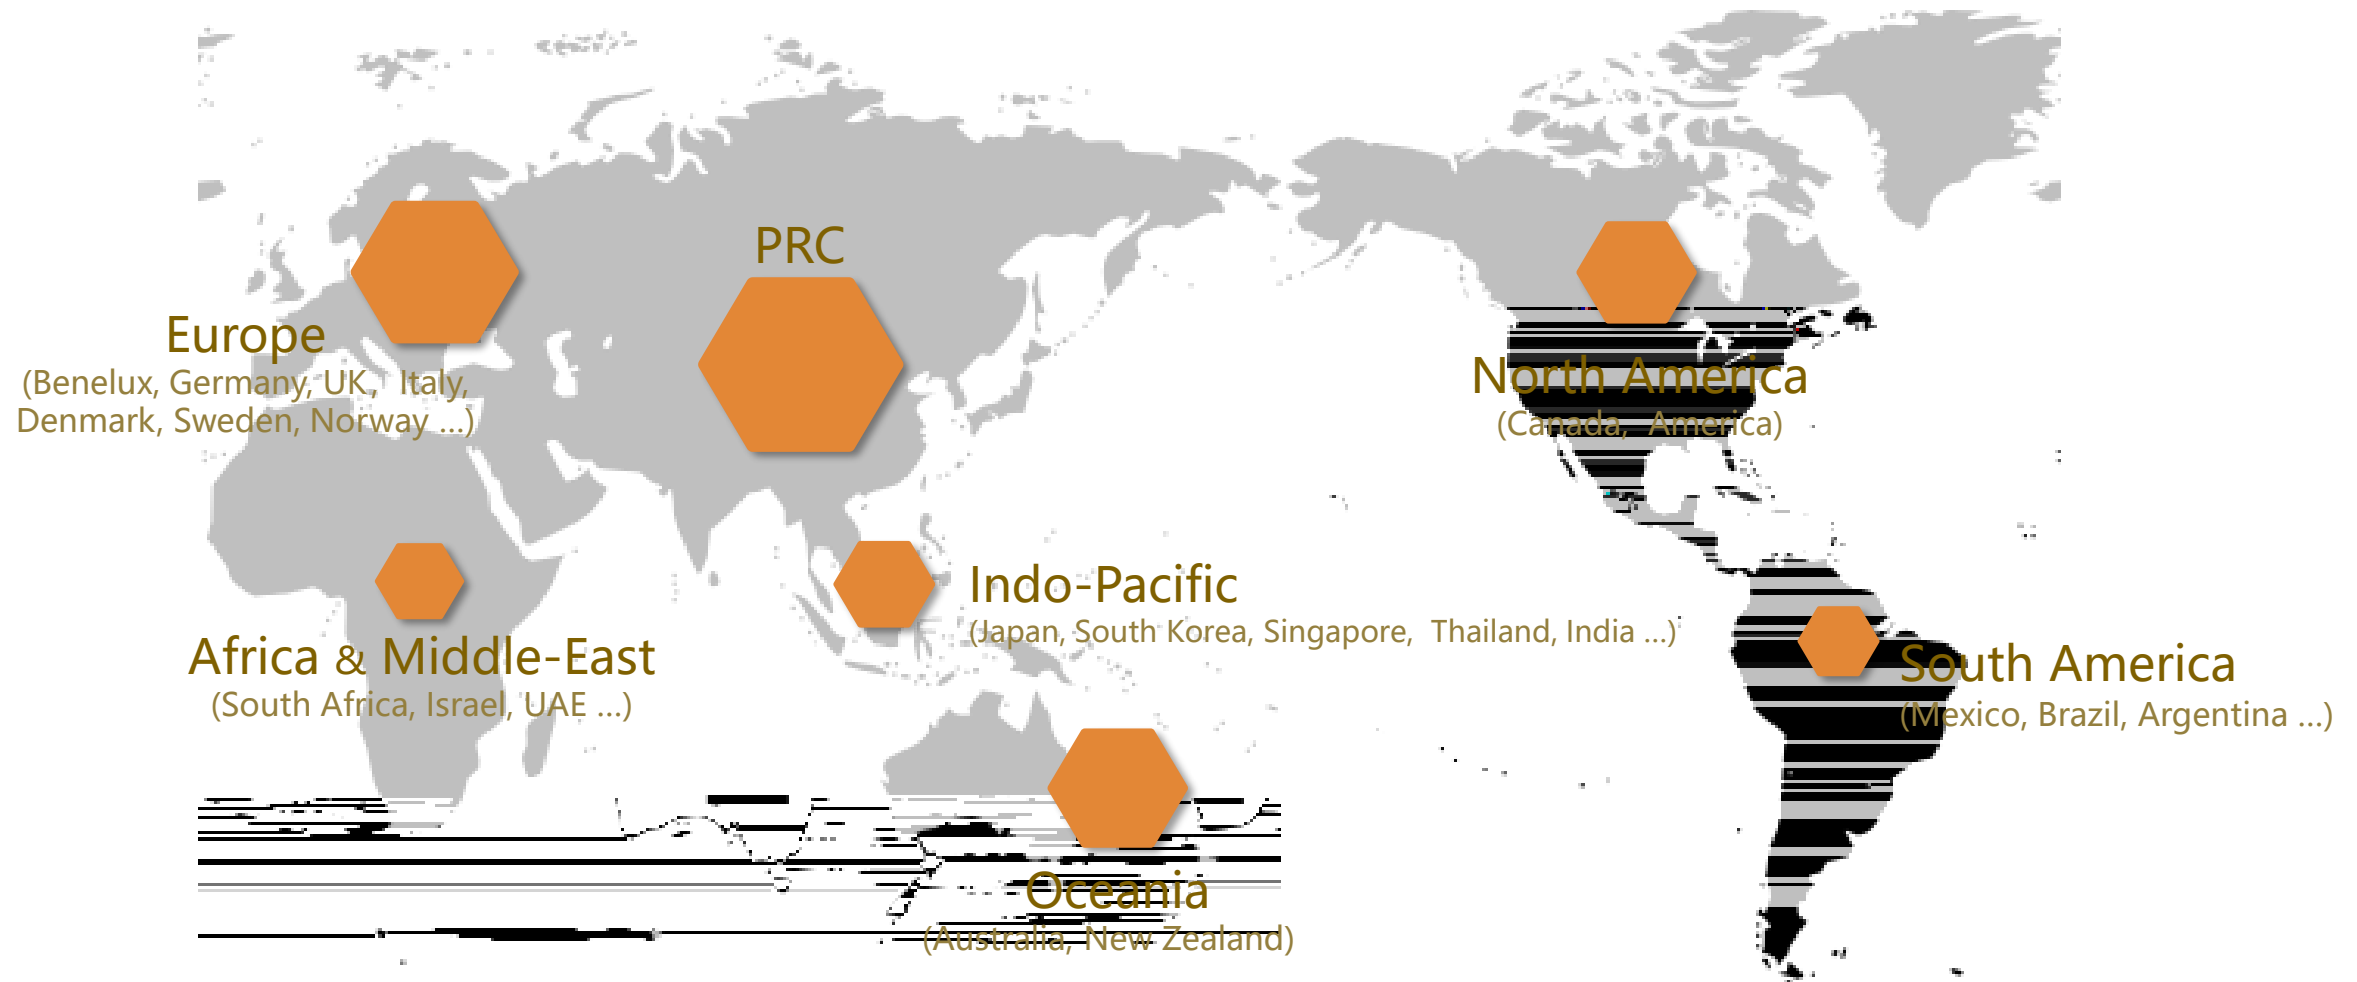 PRC
Europe
(Benelux, Germany, UK,  Italy,
Denmark, Sweden, Norway ...)
North America
(Canada,  America)
Indo-Pacific
(Japan, South Korea, Singapore,  Thailand, India ...)
Africa & Middle-East
(South Africa, Israel, UAE ...)
South America
(Mexico, Brazil, Argentina ...)
Oceania
(Australia, New Zealand)